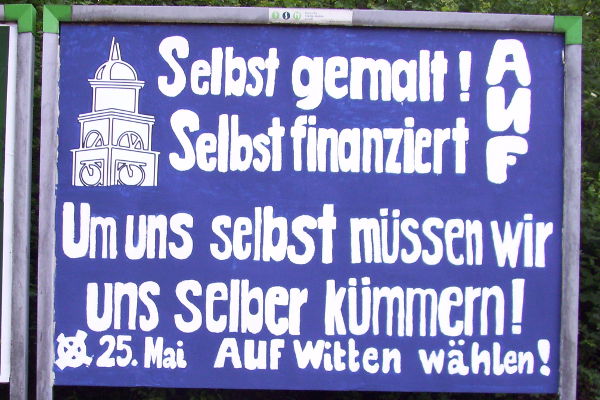 Selbst gemalt!
Selbst finanziert
AUF
Um uns selbst müssen wir
uns selber kümmern!
25. Mai AUF Witten wählen!